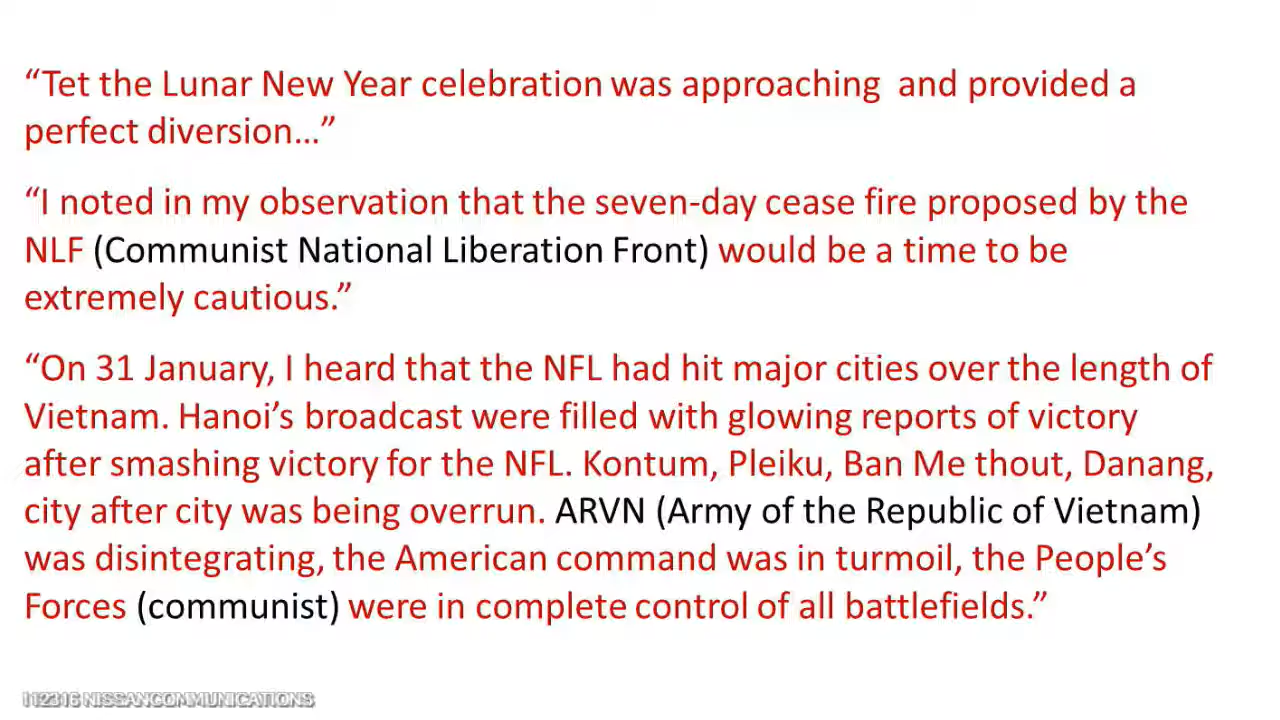 “Tet the Lunar New Year celebration was approaching  and provided a
perfect diversion…”
“I noted in my observation that the seven-day cease fire proposed by the
NLF (Communist National Liberation Front) would be a time to be
extremely cautious.”
“On 31 January, I heard that the NFL had hit major cities over the length of
Vietnam. Hanoi’s broadcast were filled with glowing reports of victory
after smashing victory for the NFL. Kontum, Pleiku, Ban Me thout, Danang,
city after city was being overrun. ARVN (Army of the Republic of Vietnam)
was disintegrating, the American command was in turmoil, the People’s
Forces (communist) were in complete control of all battlefields.”
112316 NISSANCOMMUNICATIONS